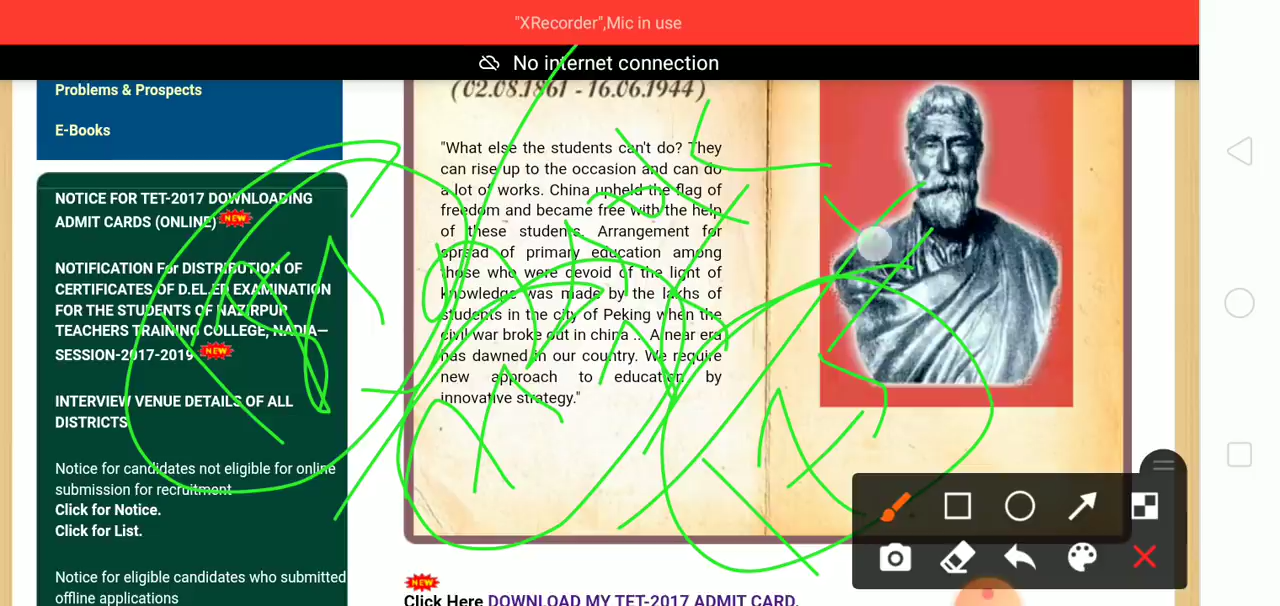 "XRecorder",Mic in use
No internet connection
Problems & Prospects
E-Books
NOTICE FOR TET-2017 DOWNLOADING
ADMIT CARDS (ONLINE) NEW
NOTIFICATION For DISTRIBUTION OF
CERTIFICATES OF D.EL.ED EXAMINATION
FOR THE STUDENTS OF NAZIRPUR
TEACHERS TRAINING COLLEGE, NADIA—
SESSION-2017-2019 NEW
INTERVIEW VENUE DETAILS OF ALL
DISTRICTS
Notice for candidates not eligible for online
submission for recruitment
Click for Notice.
Click for List.
Notice for eligible candidates who submitted
offline applications
(02.08.1861 - 16.06.1944)
"What else the students can't do? They
can rise up to the occasion and can do
a lot of works. China upheld the flag of
freedom and became free with the help
of these students. Arrangement for
spread of primary education among
those who were devoid of the light of
knowledge was made by the lakhs of
students in the city of Peking when the
civil war broke out in china ... A near era
has dawned in our country. We require
new approach to education by
innovative strategy."
NEW
Click Here DOWNLOAD MY TET-2017 ADMIT CARD.